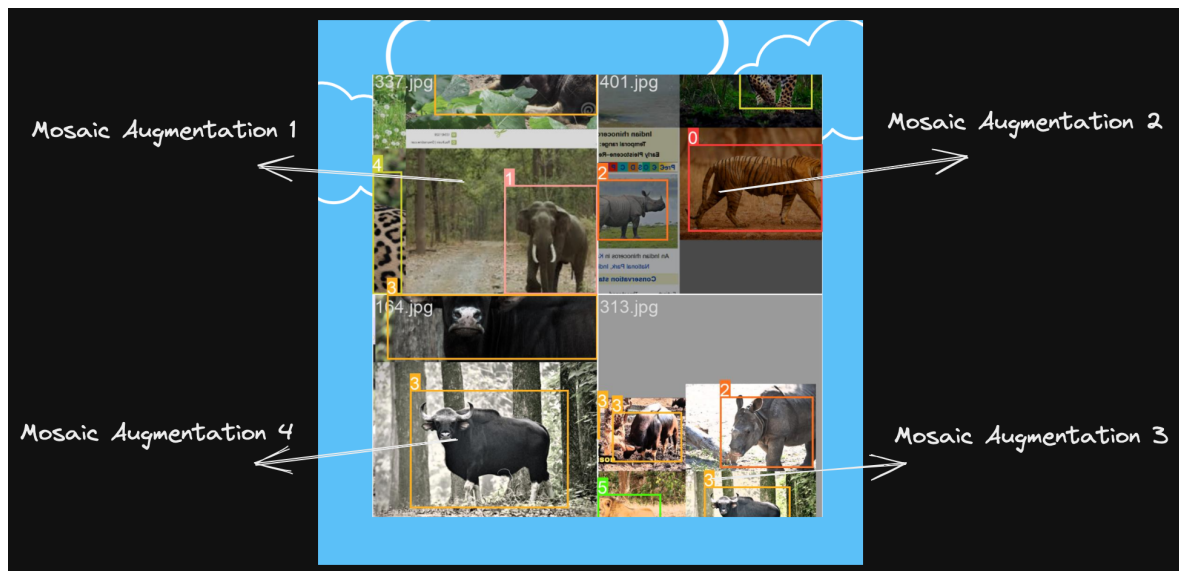 Mosaic Augmentation 1
Mosaic Augmentation 2
337.jpg
401.jpg
0
Indian rhinoceros
Temporal range:
Early Pleistocene–Re
4
1
2
An Indian rhinoceros in K
National Park, Indi
Conservation sta
3
164.jpg
313.jpg
3
2
3
3
Mosaic Augmentation 4
Mosaic Augmentation 3
3
5